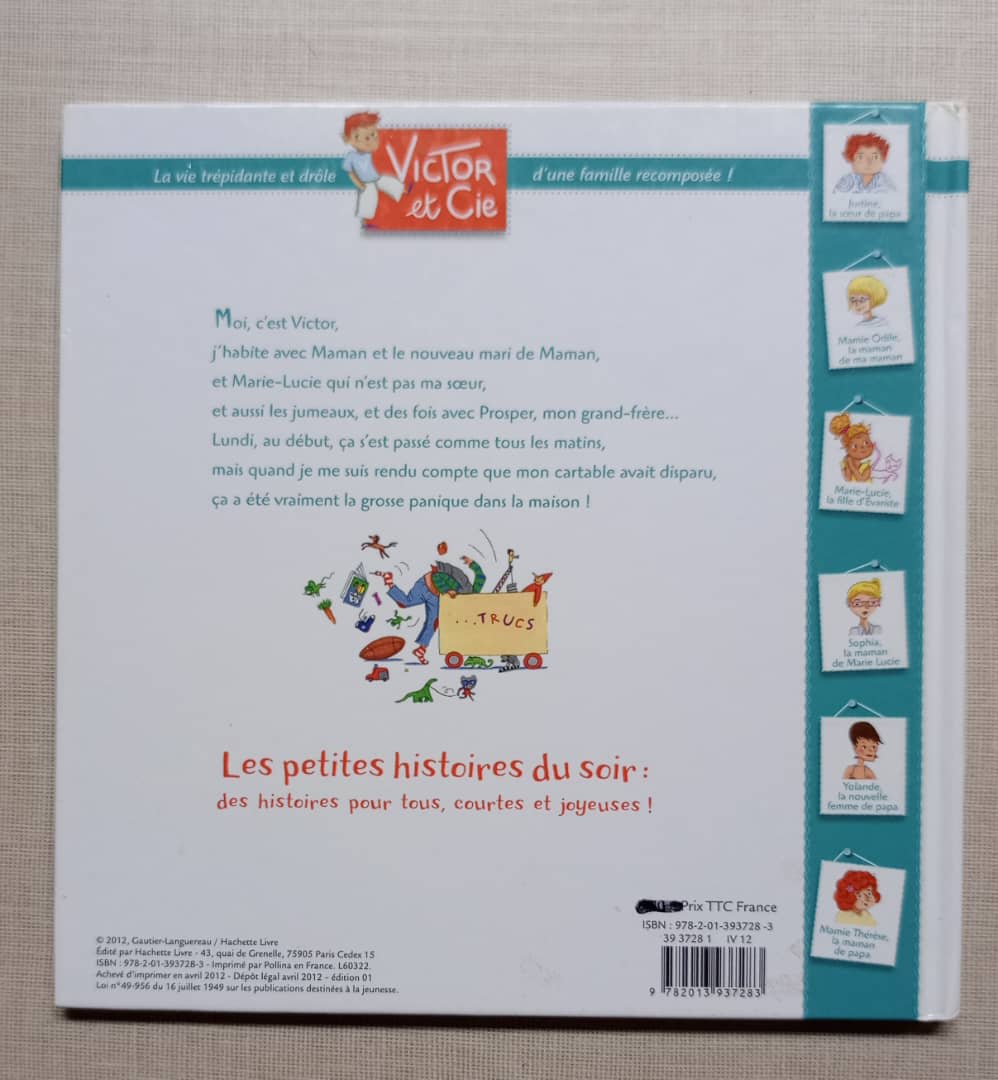 La vie trépidante et drôle
VICTOR
et Cie
d'une famille recomposée !
Moi, c'est Victor,
j'habite avec Maman et le nouveau mari de Maman,
et Marie-Lucie qui n'est pas ma sœur,
et aussi les jumeaux, et des fois avec Prosper, mon grand-frère...
Lundi, au début, ça s'est passé comme tous les matins,
mais quand je me suis rendu compte que mon cartable avait disparu,
ça a été vraiment la grosse panique dans la maison !
...TRUCS
Les petites histoires du soir :
des histoires pour tous, courtes et joyeuses !
Justine,
la sœur de papa
Mamie Odile,
la maman
de ma maman
Marie-Lucie,
la fille d'Évariste
Sophia,
la maman
de Marie Lucie
Yolande,
la nouvelle
femme de papa
Mamie Thérèse,
la maman
de papa
© 2012, Gautier-Languereau / Hachette Livre
Édité par Hachette Livre - 43, quai de Grenelle, 75905 Paris Cedex 15
ISBN : 978-2-01-393728-3 - Imprimé par Pollina en France. L60322.
Achevé d'imprimer en avril 2012 - Dépôt légal avril 2012 - édition 01
Loi n°49-956 du 16 juillet 1949 sur les publications destinées à la jeunesse.
Prix TTC France
ISBN : 978-2-01-393728 -3
39 3728 1 IV 12
9 782013 937283